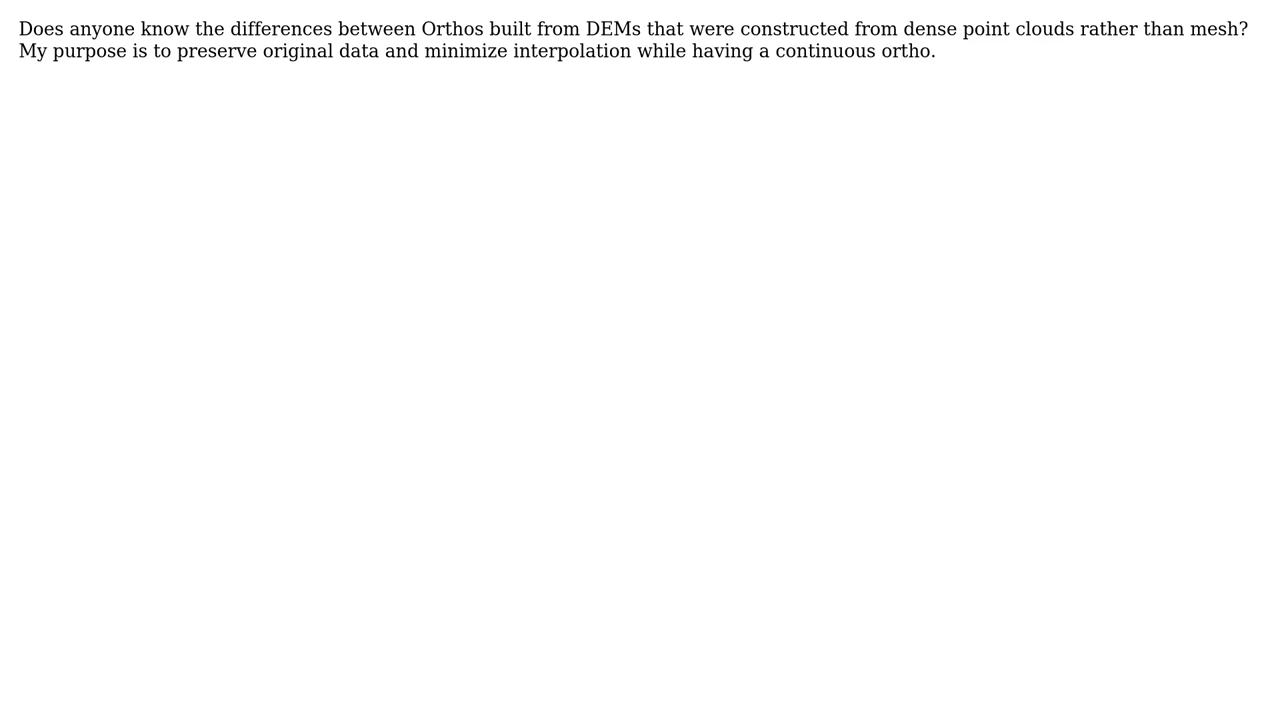 Does anyone know the differences between Orthos built from DEMs that were constructed from dense point clouds rather than mesh?
My purpose is to preserve original data and minimize interpolation while having a continuous ortho.